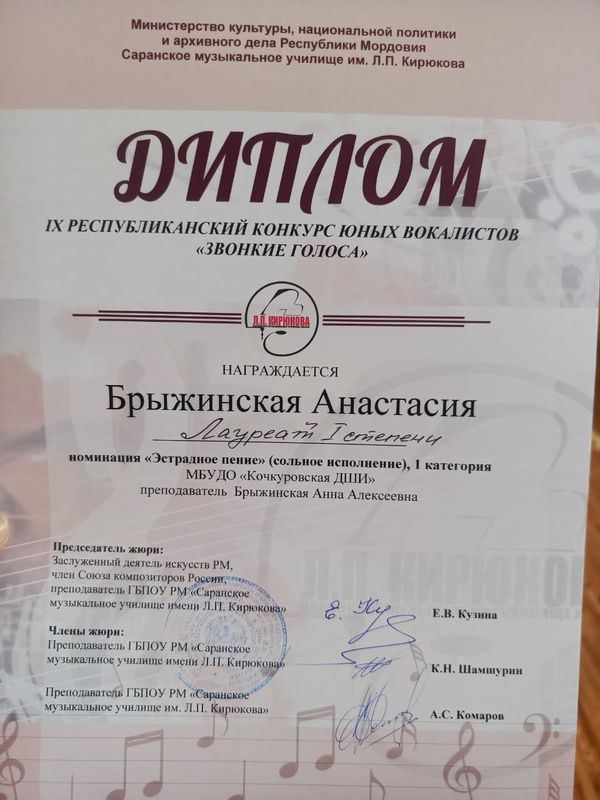 Министерство культуры, национальной политики
и архивного дела Республики Мордовия
Саранское музыкальное училище им. Л.П. Кирюкова
ДИПЛОМ
IX РЕСПУБЛИКАНСКИЙ КОНКУРС ЮНЫХ ВОКАЛИСТОВ
«ЗВОНКИЕ ГОЛОСА»
Л.П. КИРЮКОВА
НАГРАЖДАЕТСЯ
Брыжинская Анастасия
Лауреат I степени
номинация «Эстрадное пение» (сольное исполнение), 1 категория
МБУДО «Кочкуровская ДШИ»
преподаватель Брыжинская Анна Алексеевна
Председатель жюри:
Заслуженный деятель искусств РМ,
член Союза композиторов России,
преподаватель ГБПОУ РМ «Саранское
музыкальное училище имени Л.П. Кирюкова»
Е.В. Кузина
Члены жюри:
Преподаватель ГБПОУ РМ «Саранское
музыкальное училище имени Л.П. Кирюкова»
К.Н. Шамшурин
Преподаватель ГБПОУ РМ «Саранское
музыкальное училище им. Л.П. Кирюкова»
А.С. Комаров